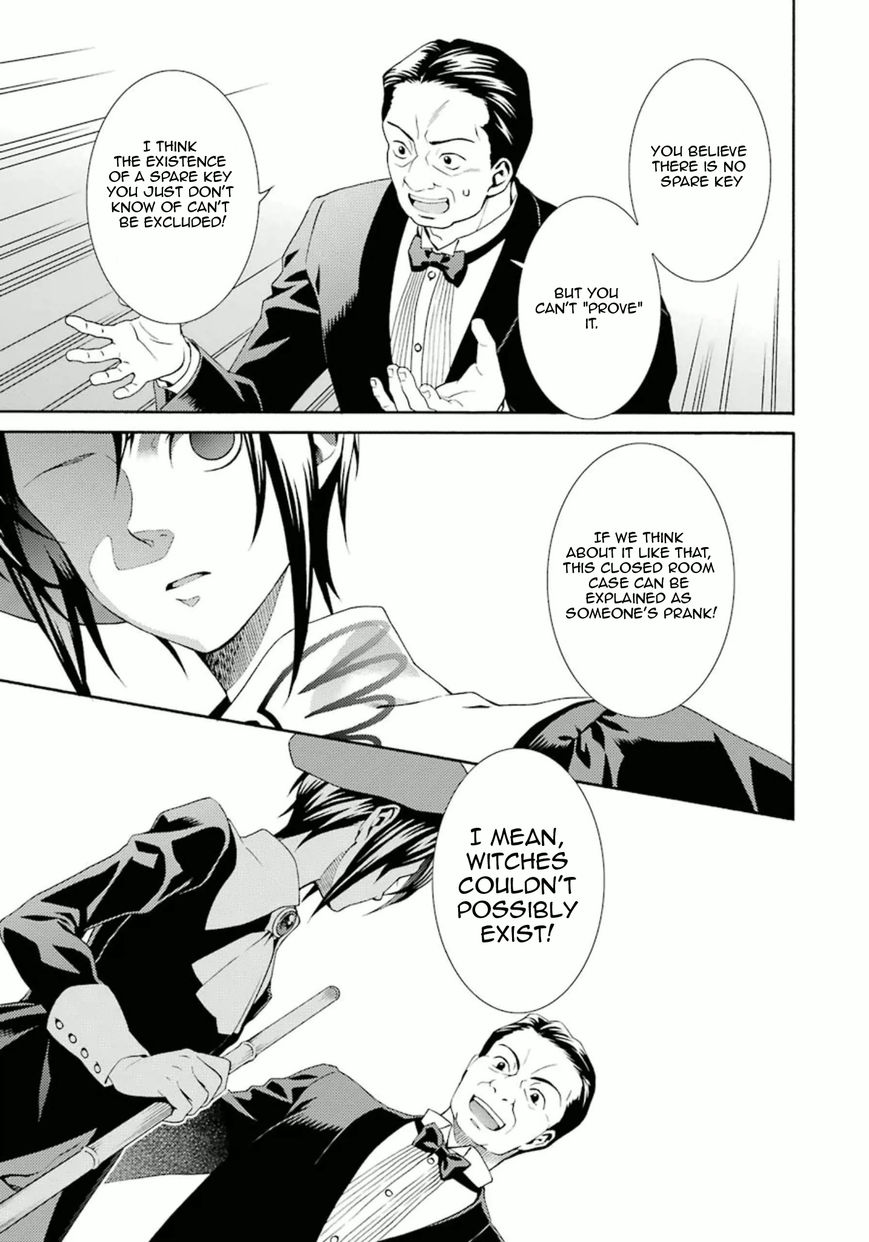 YOU BELIEVE
THERE IS NO
SPARE KEY
BUT YOU
CAN'T "PROVE"
IT.
I THINK
THE EXISTENCE
OF A SPARE KEY
YOU JUST DON'T
KNOW OF CAN'T
BE EXCLUDED!
IF WE THINK
ABOUT IT LIKE THAT,
THIS CLOSED ROOM
CASE CAN BE
EXPLAINED AS
SOMEONE'S PRANK!
I MEAN,
WITCHES
COULDN'T
POSSIBLY
EXIST!